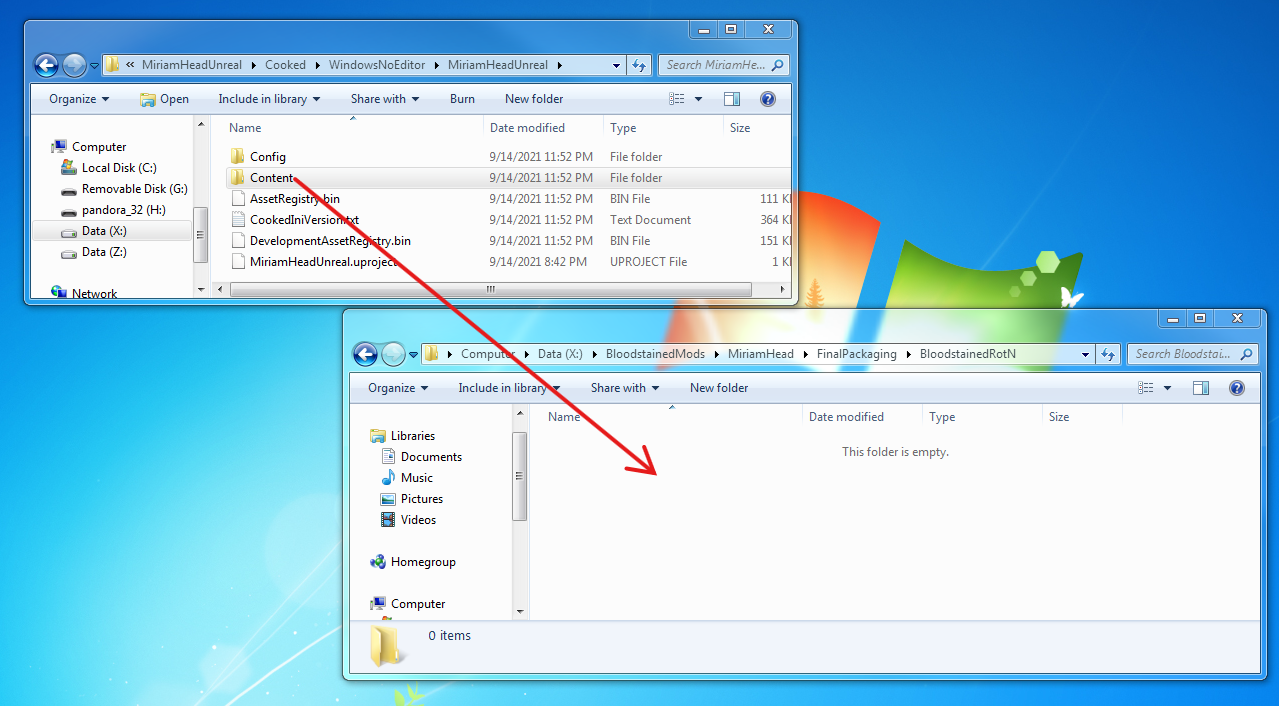 « MiriamHeadUnreal Cooked WindowsNoEditor MiriamHeadUnreal Search MiriamHe...
Organize Open Include in library Share with Burn New folder
Name Date modified Type Size
Computer
Local Disk (C:)
Removable Disk (G:)
pandora_32 (H:)
Data (X:)
Data (Z:)
Network
Config 9/14/2021 11:52 PM File folder
Content 9/14/2021 11:52 PM File folder
AssetRegistry.bin 9/14/2021 11:52 PM BIN File 111 K
CookedIniVersion.txt 9/14/2021 11:52 PM Text Document 364 K
DevelopmentAssetRegistry.bin 9/14/2021 11:52 PM BIN File 151 K
MiriamHeadUnreal.uproject 9/14/2021 8:42 PM UPROJECT File 1 K
Computer Data (X:) BloodstainedMods MiriamHead FinalPackaging BloodstainedRotN Search Bloodstai...
Organize Include in library Share with New folder
Name Date modified Type Size
This folder is empty.
Libraries
Documents
Music
Pictures
Videos
Homegroup
Computer
0 items